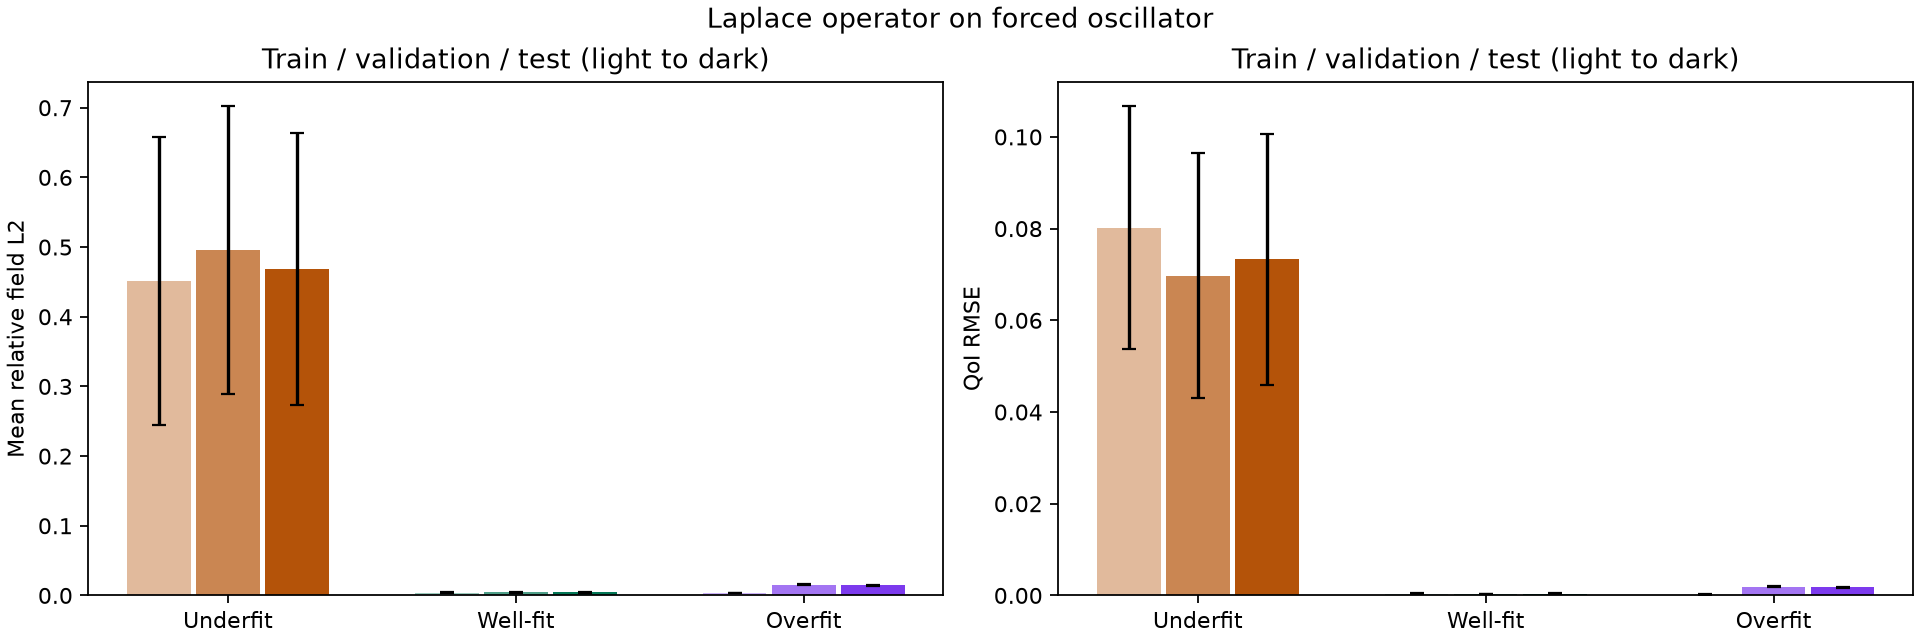 Laplace operator on forced oscillator
Train / validation / test (light to dark)
Mean relative field L2
0.7
0.6
0.5
0.4
0.3
0.2
0.1
0.0
Underfit
Well-fit
Overfit
Train / validation / test (light to dark)
QoI RMSE
0.10
0.08
0.06
0.04
0.02
0.00
Underfit
Well-fit
Overfit